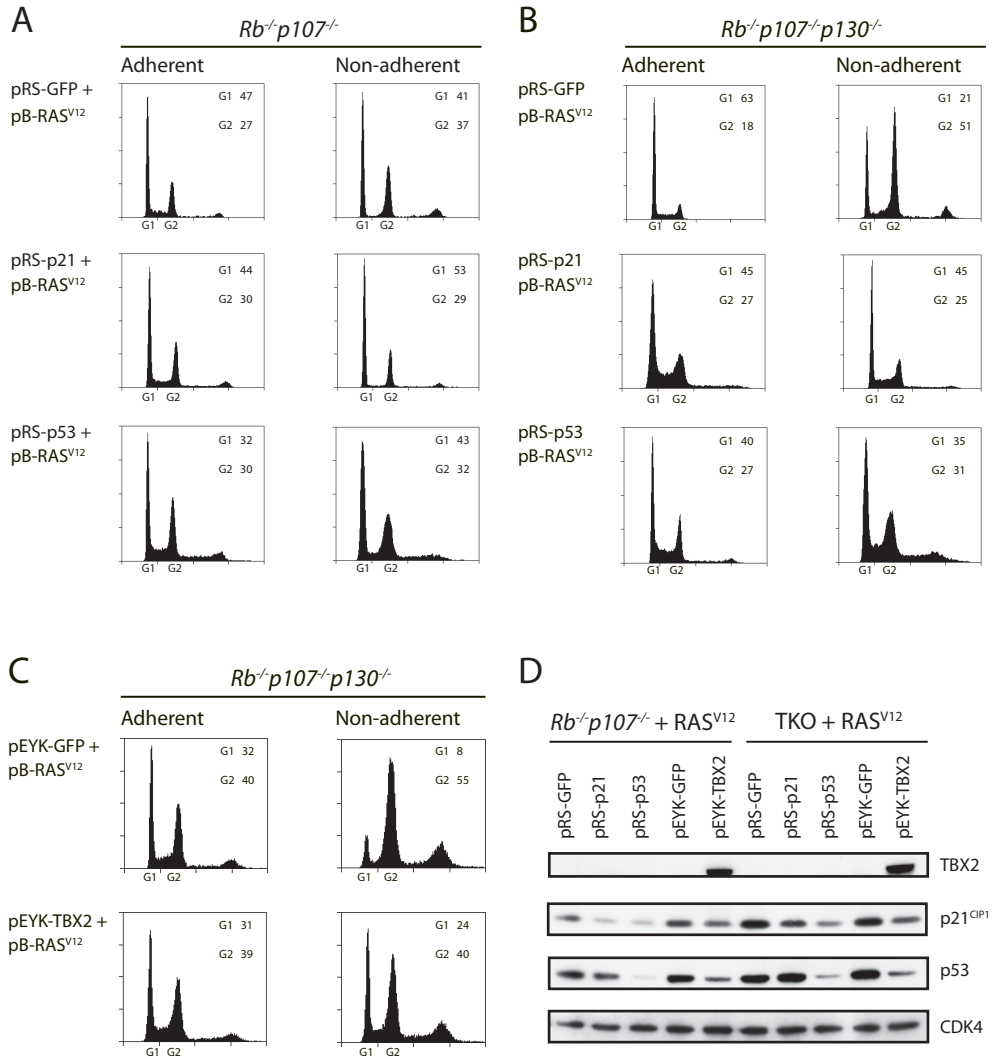 A
Rb-/-p107-/-
Adherent
Non-adherent
pRS-GFP +
pB-RASV12
G1 47
G2 27
G1 G2
G1 41
G2 37
G1 G2
pRS-p21 +
pB-RASV12
G1 44
G2 30
G1 G2
G1 53
G2 29
G1 G2
pRS-p53 +
pB-RASV12
G1 32
G2 30
G1 G2
G1 43
G2 32
G1 G2
B
Rb-/-p107-/-p130-/-
Adherent
Non-adherent
pRS-GFP
pB-RASV12
G1 63
G2 18
G1 G2
G1 21
G2 51
G1 G2
pRS-p21
pB-RASV12
G1 45
G2 27
G1 G2
G1 45
G2 25
G1 G2
pRS-p53
pB-RASV12
G1 40
G2 27
G1 G2
G1 35
G2 31
G1 G2
C
Rb-/-p107-/-p130-/-
Adherent
Non-adherent
pEYK-GFP +
pB-RASV12
G1 32
G2 40
G1 G2
G1 8
G2 55
G1 G2
pEYK-TBX2 +
pB-RASV12
G1 31
G2 39
G1 G2
G1 24
G2 40
G1 G2
D
Rb-/-p107-/- + RASV12
TKO + RASV12
pRS-GFP
pRS-p21
pRS-p53
pEYK-GFP
pEYK-TBX2
pRS-GFP
pRS-p21
pRS-p53
pEYK-GFP
pEYK-TBX2
TBX2
p21CIP1
p53
CDK4